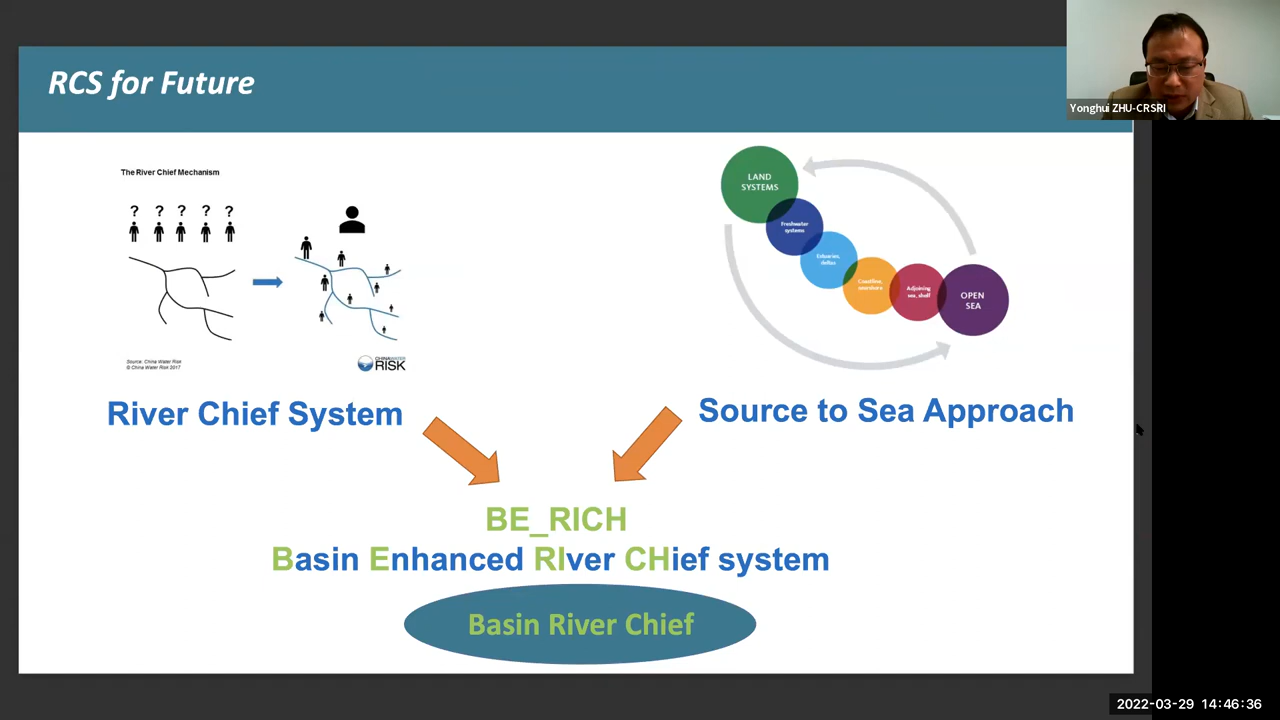 RCS for Future
Yonghui ZHU-CRSRI
The River Chief Mechanism
? ? ? ? ?
Source: China Water Risk
© China Water Risk 2017
CHINAWATER
RISK
LAND
SYSTEMS
Freshwater
systems
Estuaries,
deltas
Coastline,
nearshore
Adjoining
sea, shelf
OPEN
SEA
River Chief System
Source to Sea Approach
BE_RICH
Basin Enhanced RIver CHief system
Basin River Chief
2022-03-29 14:46:36